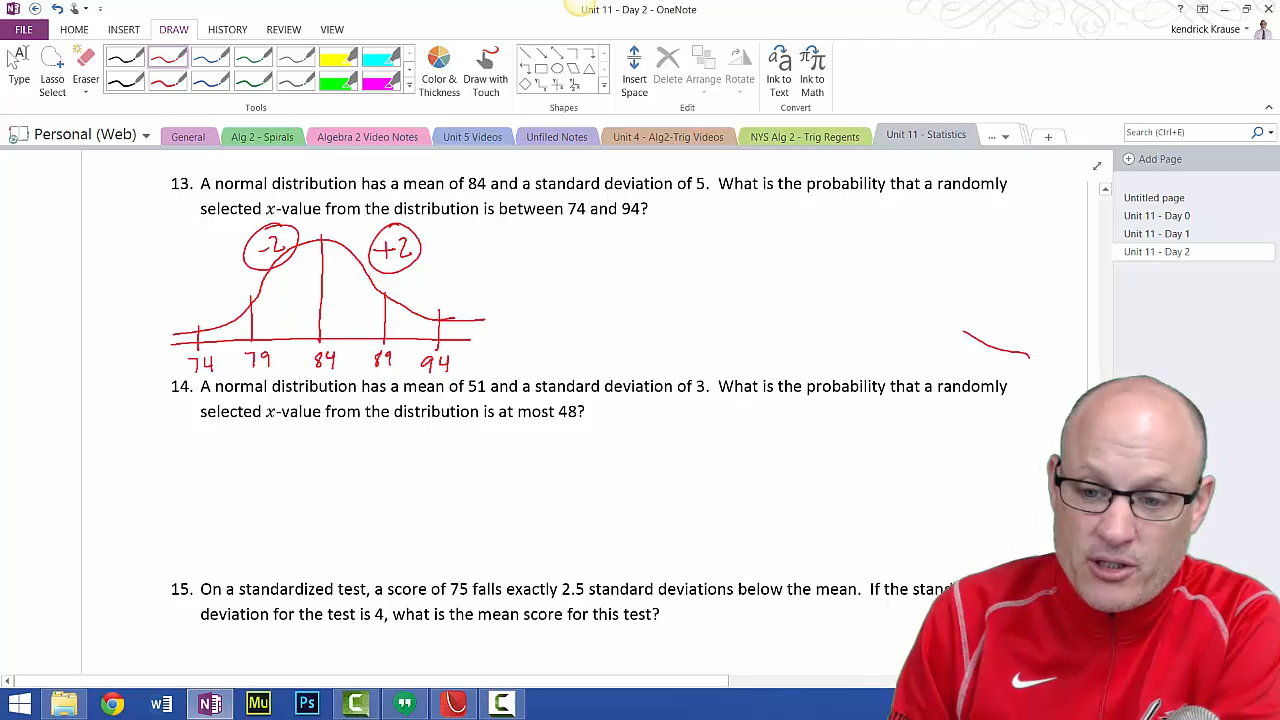 Unit 11 - Day 2 - OneNote
FILE HOME INSERT DRAW HISTORY REVIEW VIEW
kendrick Krause
Type
Lasso Select
Eraser
Color & Thickness
Draw with Touch
Insert Space
Delete
Arrange
Rotate
Ink to Text
Ink to Math
Tools
Shapes
Edit
Convert
Personal (Web)
General
Alg 2 - Spirals
Algebra 2 Video Notes
Unit 5 Videos
Unfiled Notes
Unit 4 - Alg2-Trig Videos
NYS Alg 2 - Trig Regents
Unit 11 - Statistics
...
Search (Ctrl+E)
Add Page
Untitled page
Unit 11 - Day 0
Unit 11 - Day 1
Unit 11 - Day 2
13. A normal distribution has a mean of 84 and a standard deviation of 5. What is the probability that a randomly
selected x-value from the distribution is between 74 and 94?
-2 +2
74 79 84 89 94
14. A normal distribution has a mean of 51 and a standard deviation of 3. What is the probability that a randomly
selected x-value from the distribution is at most 48?
15. On a standardized test, a score of 75 falls exactly 2.5 standard deviations below the mean. If the stan
deviation for the test is 4, what is the mean score for this test?